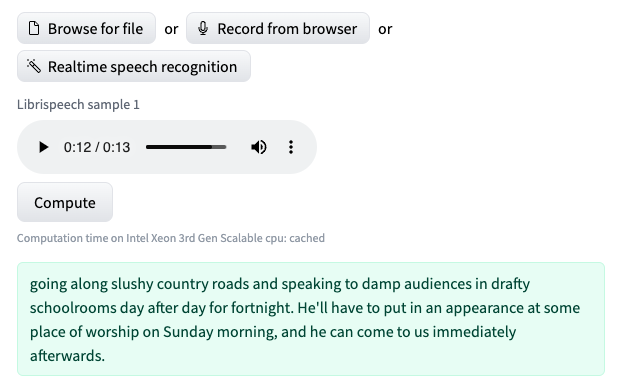 Browse for file or Record from browser or
Realtime speech recognition
Librispeech sample 1
0:12 / 0:13
Compute
Computation time on Intel Xeon 3rd Gen Scalable cpu: cached
going along slushy country roads and speaking to damp audiences in drafty
schoolrooms day after day for fortnight. He'll have to put in an appearance at some
place of worship on Sunday morning, and he can come to us immediately
afterwards.